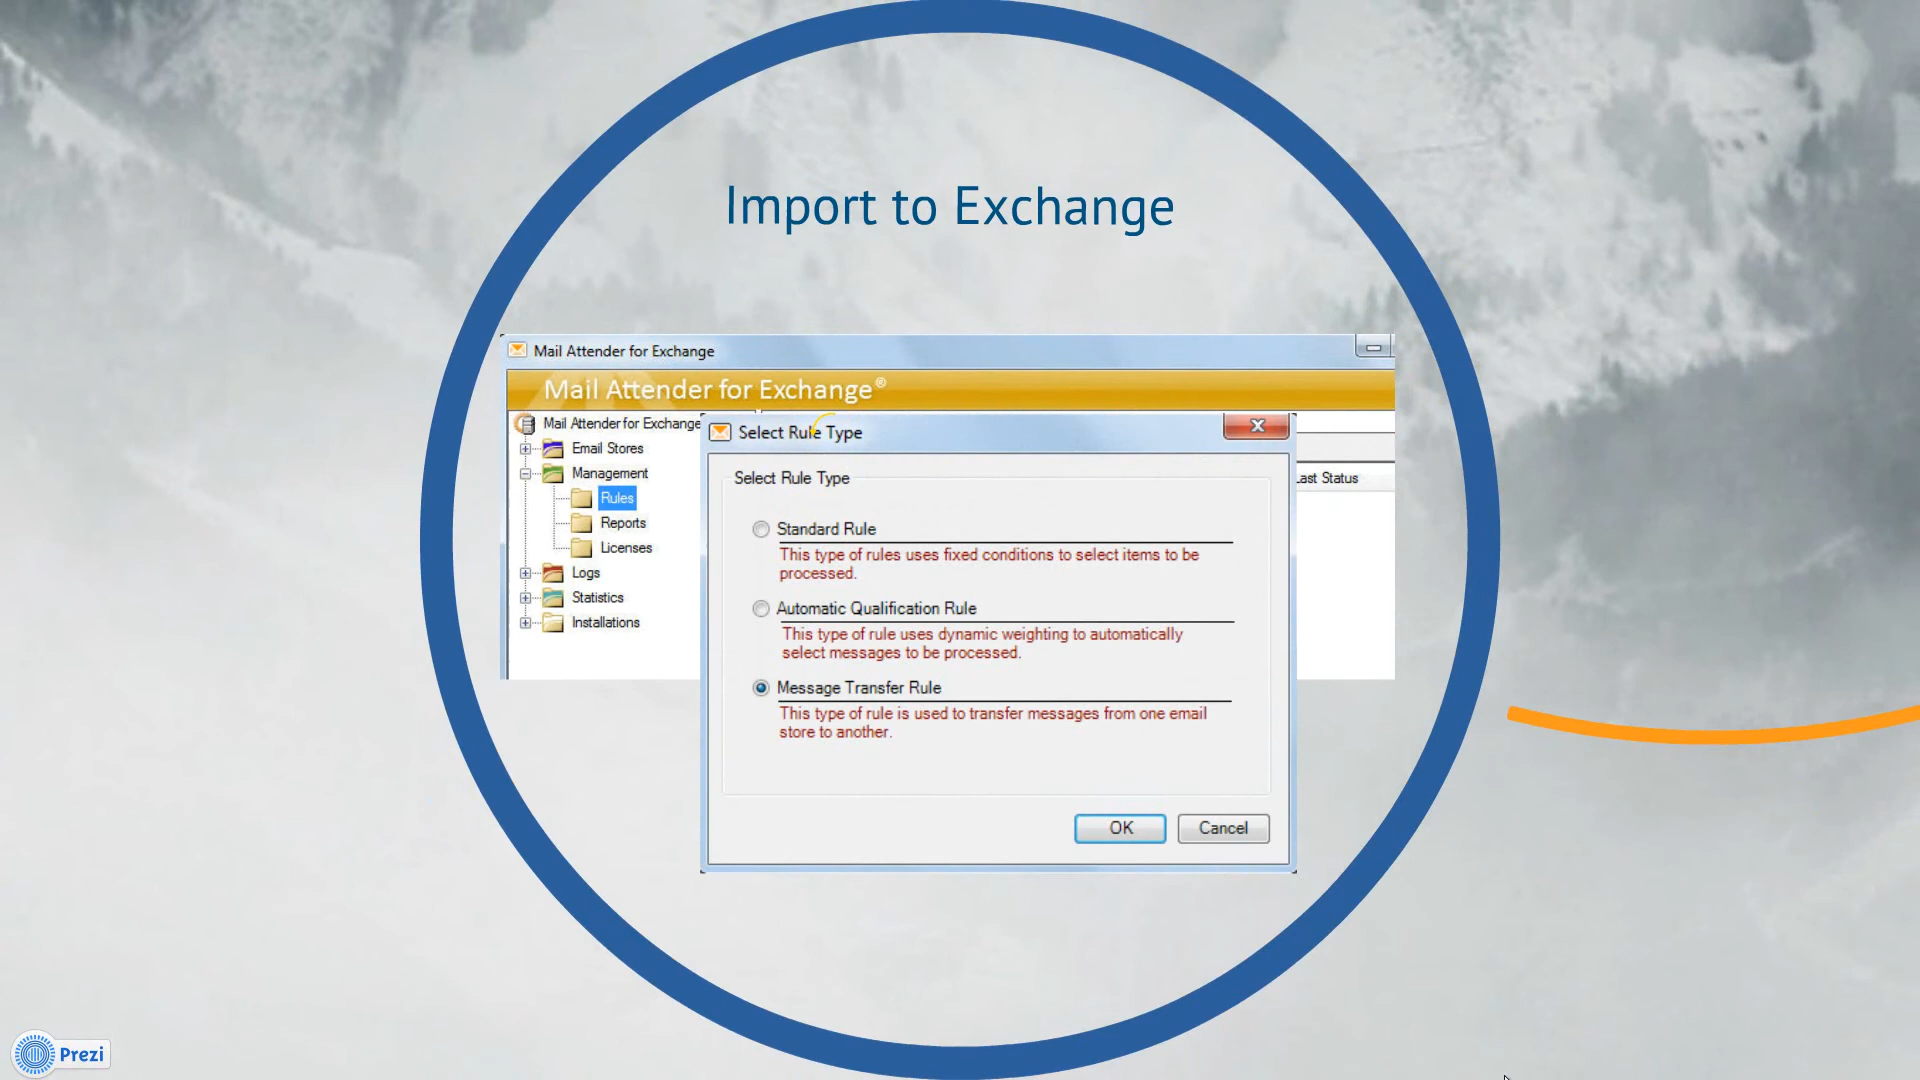 Import to Exchange
Mail Attender for Exchange
Mail Attender for Exchange®
Mail Attender for Exchange
Email Stores
Management
Rules
Reports
Licenses
Logs
Statistics
Installations
Last Status
Select Rule Type
Select Rule Type
Standard Rule
This type of rules uses fixed conditions to select items to be
processed.
Automatic Qualification Rule
This type of rule uses dynamic weighting to automatically
select messages to be processed.
Message Transfer Rule
This type of rule is used to transfer messages from one email
store to another.
OK
Cancel
Prezi